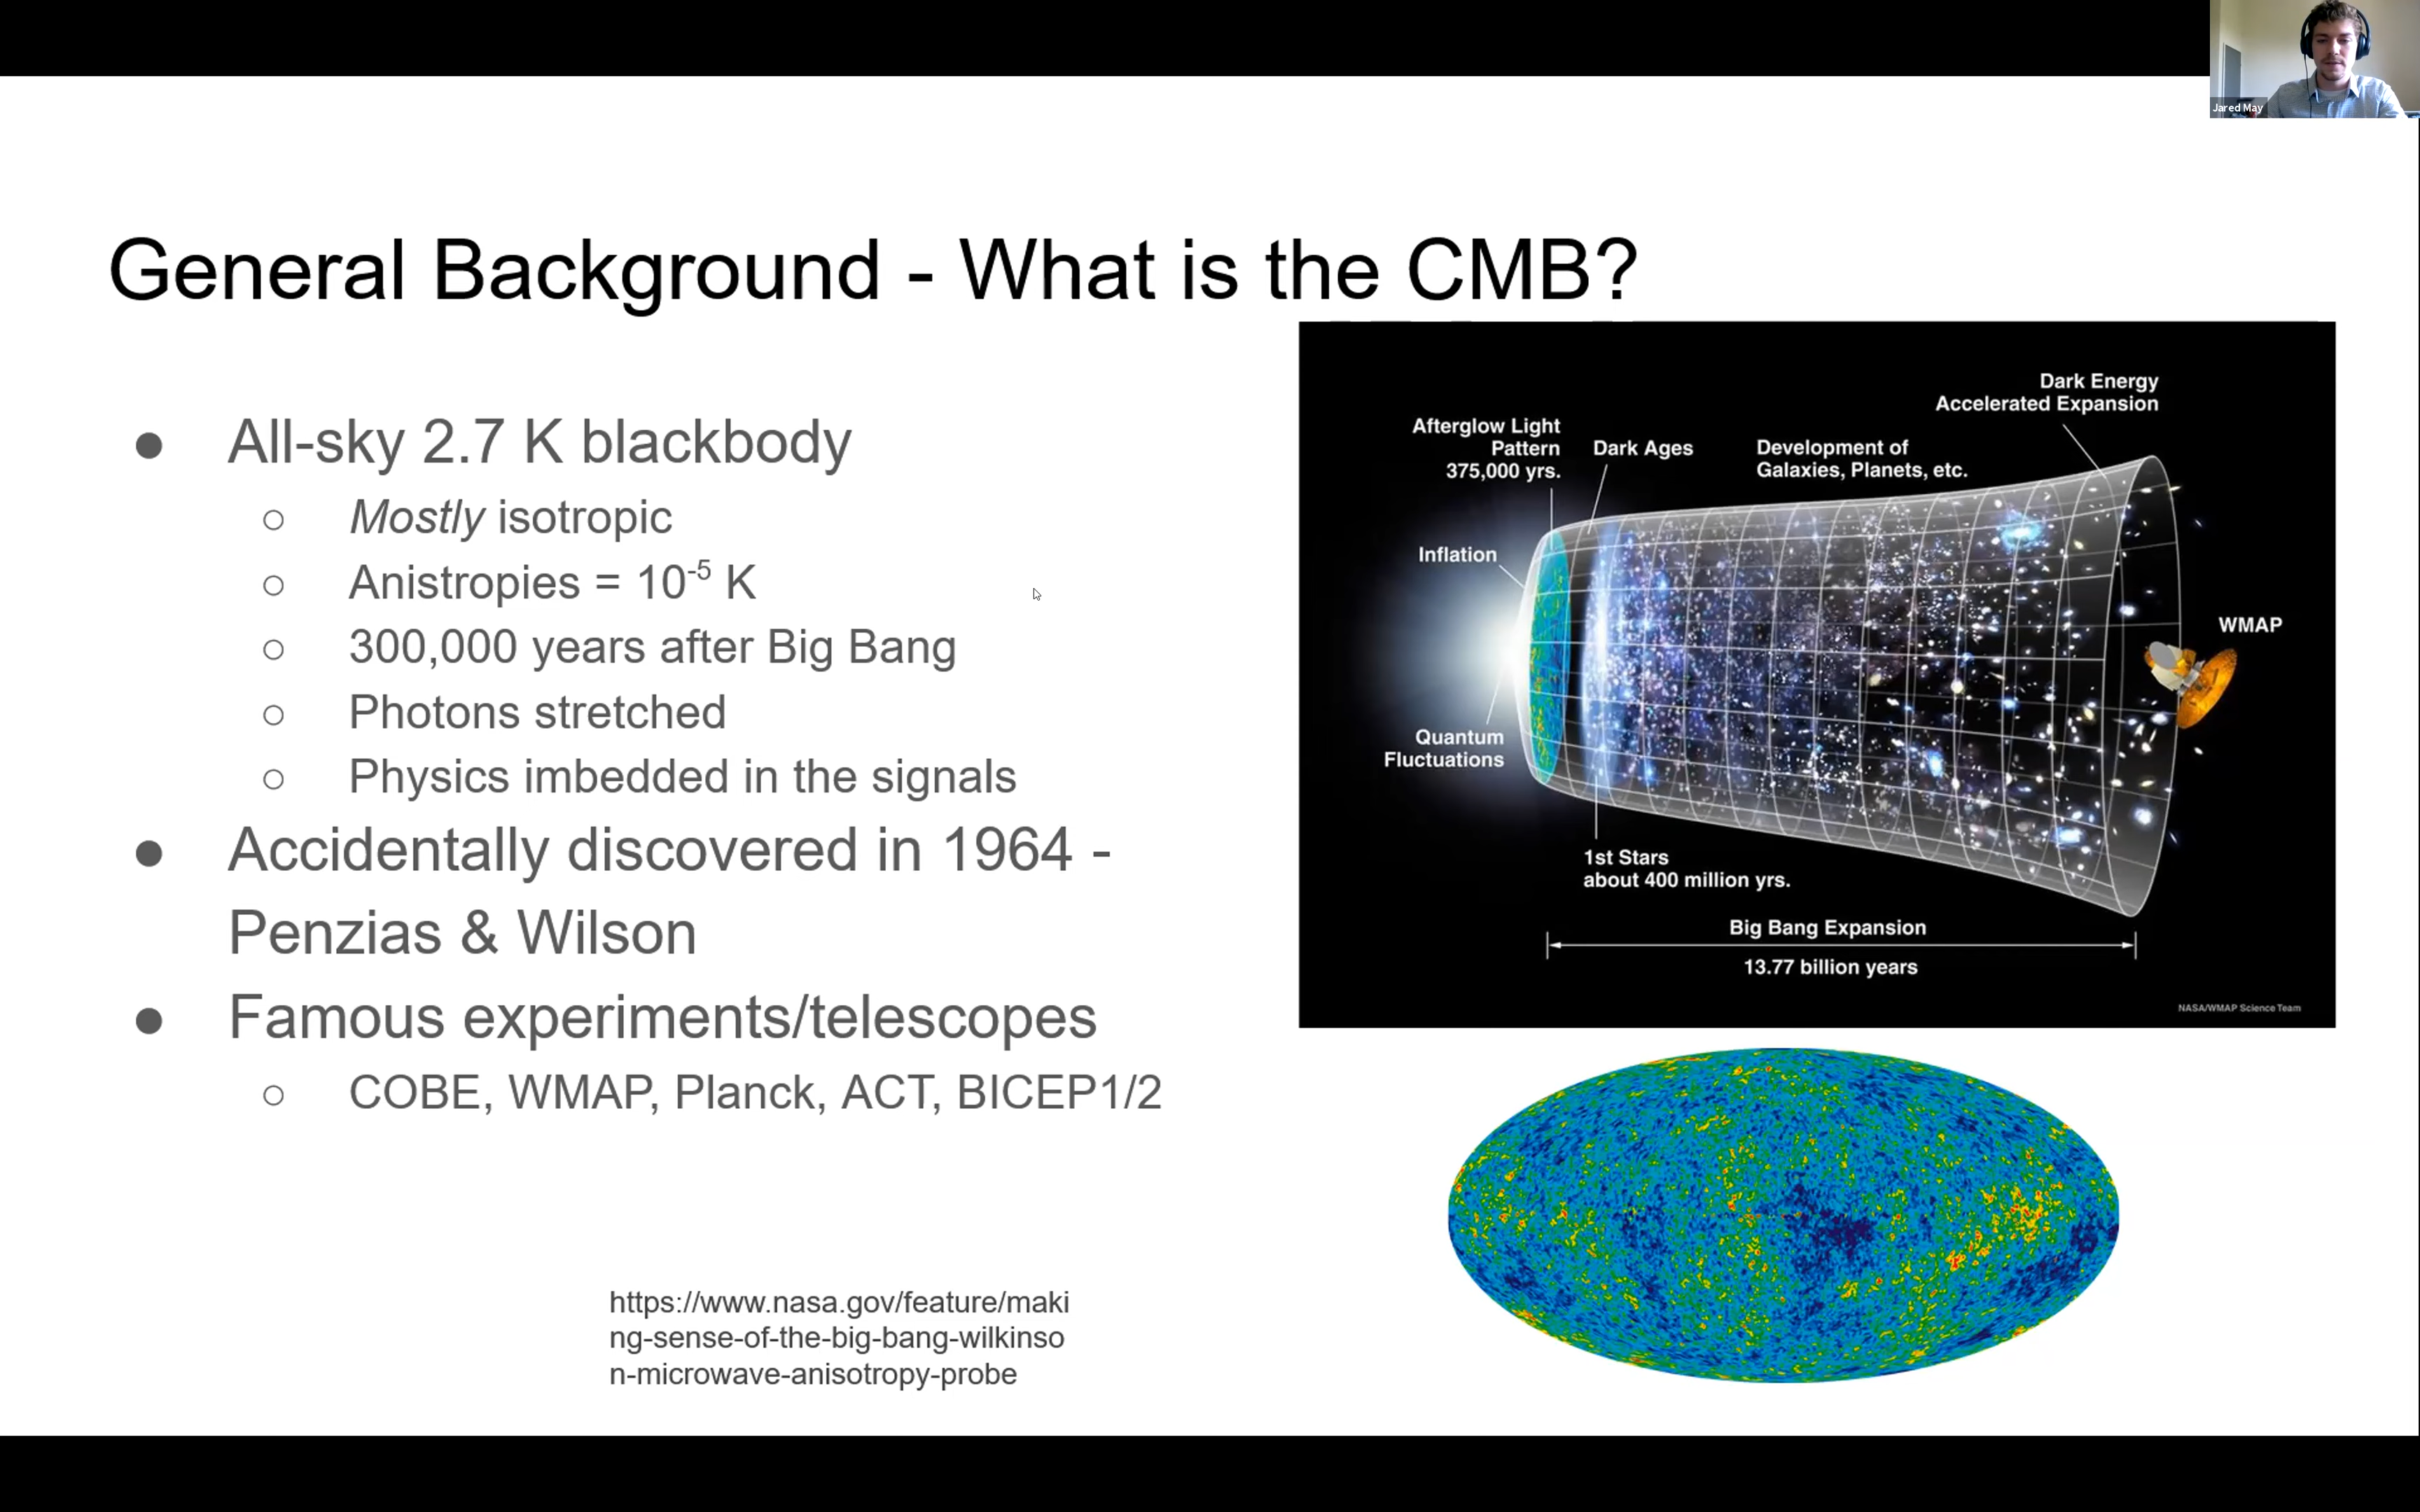 Jared May
General Background - What is the CMB?
● All-sky 2.7 K blackbody
○ Mostly isotropic
○ Anistropies = 10⁻⁵ K
○ 300,000 years after Big Bang
○ Photons stretched
○ Physics imbedded in the signals
● Accidentally discovered in 1964 -
Penzias & Wilson
● Famous experiments/telescopes
○ COBE, WMAP, Planck, ACT, BICEP1/2
https://www.nasa.gov/feature/maki
ng-sense-of-the-big-bang-wilkinso
n-microwave-anisotropy-probe
Dark Energy
Accelerated Expansion
Afterglow Light
Pattern
375,000 yrs.
Dark Ages
Development of
Galaxies, Planets, etc.
Inflation
WMAP
Quantum
Fluctuations
1st Stars
about 400 million yrs.
Big Bang Expansion
13.77 billion years
NASA/WMAP Science Team